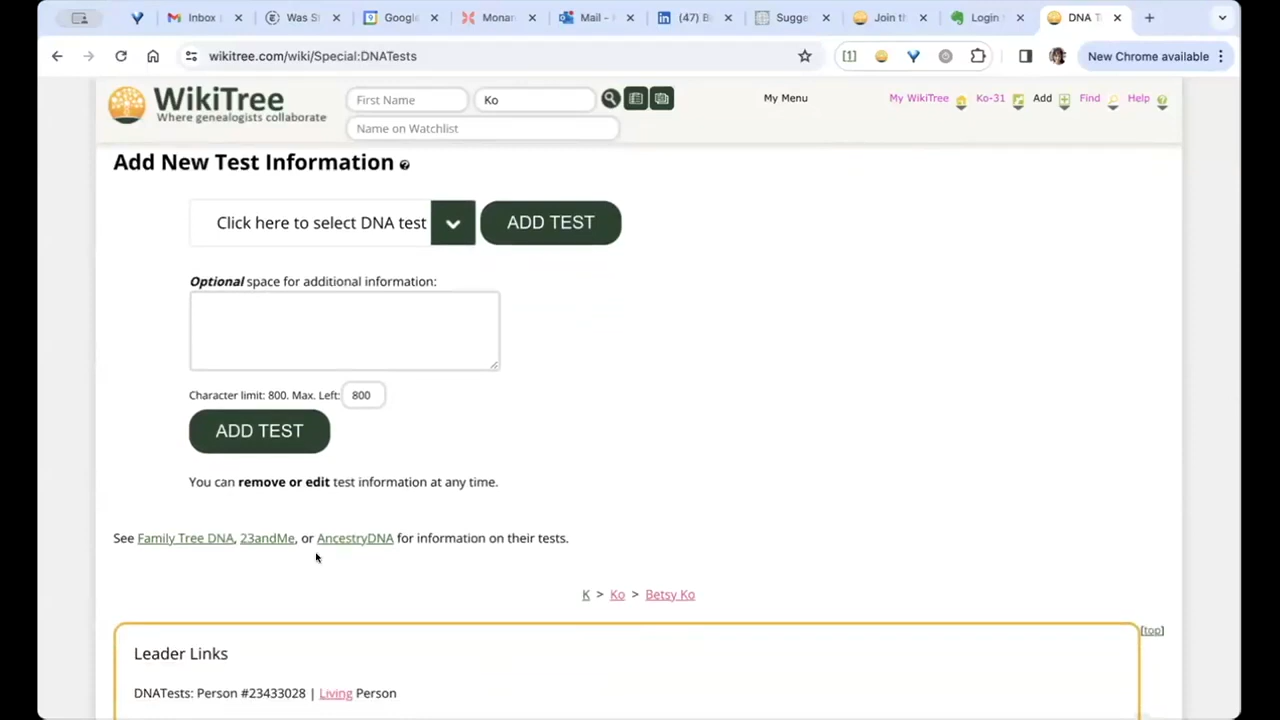 Inbox
Was S
Google
Monar
Mail -
(47) B
Sugge
Join t
Login
DNA T
wikitree.com/wiki/Special:DNATests
New Chrome available
WikiTree
Where genealogists collaborate
First Name
Ko
Name on Watchlist
My Menu
My WikiTree
Ko-31
Add
Find
Help
Add New Test Information
Click here to select DNA test
ADD TEST
Optional space for additional information:
Character limit: 800. Max. Left: 800
ADD TEST
You can remove or edit test information at any time.
See Family Tree DNA, 23andMe, or AncestryDNA for information on their tests.
K > Ko > Betsy Ko
[top]
Leader Links
DNATests: Person #23433028 | Living Person